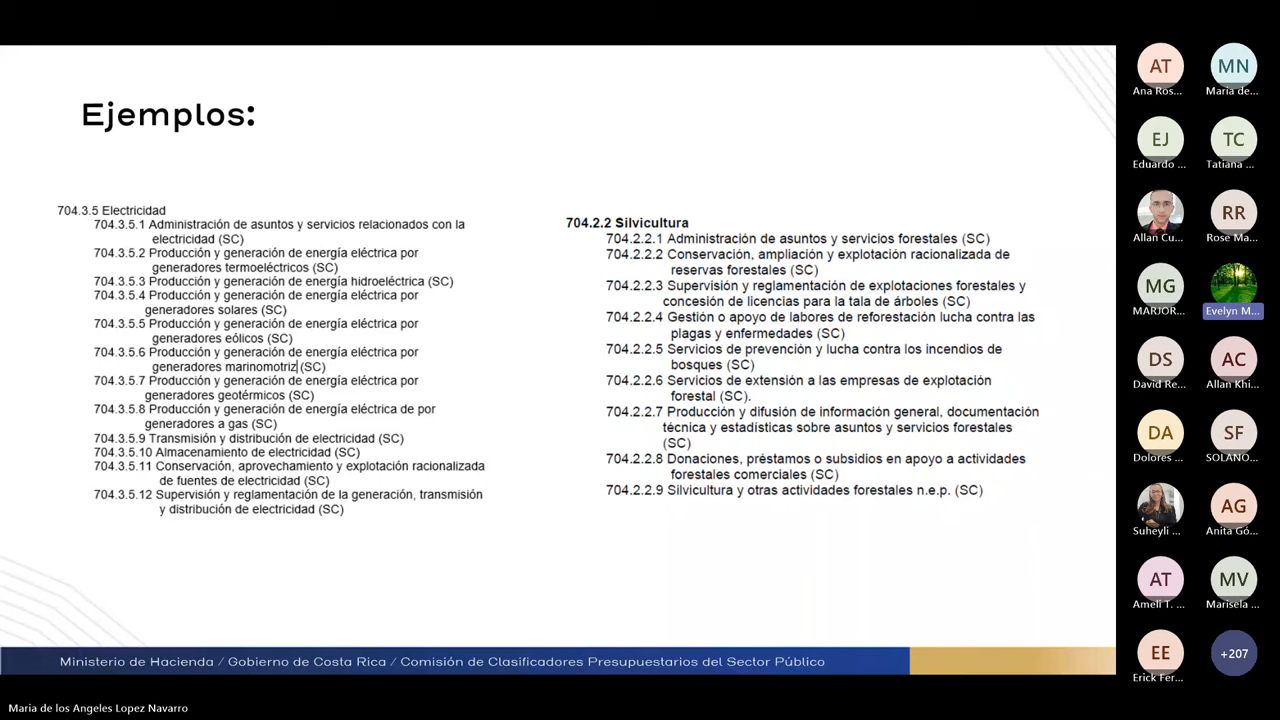 Ejemplos:
704.3.5 Electricidad
704.3.5.1 Administración de asuntos y servicios relacionados con la
electricidad (SC)
704.3.5.2 Producción y generación de energía eléctrica por
generadores termoeléctricos (SC)
704.3.5.3 Producción y generación de energía hidroeléctrica (SC)
704.3.5.4 Producción y generación de energía eléctrica por
generadores solares (SC)
704.3.5.5 Producción y generación de energía eléctrica por
generadores eólicos (SC)
704.3.5.6 Producción y generación de energía eléctrica por
generadores marinomotriz (SC)
704.3.5.7 Producción y generación de energía eléctrica por
generadores geotérmicos (SC)
704.3.5.8 Producción y generación de energía eléctrica de por
generadores a gas (SC)
704.3.5.9 Transmisión y distribución de electricidad (SC)
704.3.5.10 Almacenamiento de electricidad (SC)
704.3.5.11 Conservación, aprovechamiento y explotación racionalizada
de fuentes de electricidad (SC)
704.3.5.12 Supervisión y reglamentación de la generación, transmisión
y distribución de electricidad (SC)
704.2.2 Silvicultura
704.2.2.1 Administración de asuntos y servicios forestales (SC)
704.2.2.2 Conservación, ampliación y explotación racionalizada de
reservas forestales (SC)
704.2.2.3 Supervisión y reglamentación de explotaciones forestales y
concesión de licencias para la tala de árboles (SC)
704.2.2.4 Gestión o apoyo de labores de reforestación lucha contra las
plagas y enfermedades (SC)
704.2.2.5 Servicios de prevención y lucha contra los incendios de
bosques (SC)
704.2.2.6 Servicios de extensión a las empresas de explotación
forestal (SC).
704.2.2.7 Producción y difusión de información general, documentación
técnica y estadísticas sobre asuntos y servicios forestales
(SC)
704.2.2.8 Donaciones, préstamos o subsidios en apoyo a actividades
forestales comerciales (SC)
704.2.2.9 Silvicultura y otras actividades forestales n.e.p. (SC)
Ministerio de Hacienda / Gobierno de Costa Rica / Comisión de Clasificadores Presupuestarios del Sector Público
Maria de los Angeles Lopez Navarro
AT
Ana Ros...
MN
Maria de...
EJ
Eduardo ...
TC
Tatiana ...
Allan Cu...
RR
Rose Ma...
MG
MARJOR...
Evelyn M...
DS
David Re...
AC
Allan Khi...
DA
Dolores ...
SF
SOLANO...
Suheyli ...
AG
Anita Gó...
AT
Ameli T. ...
MV
Marisela ...
EE
Erick Fer...
+207